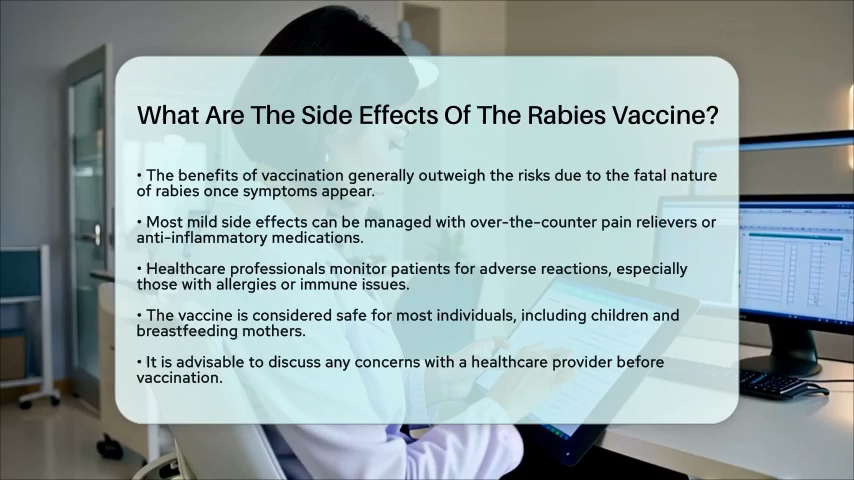 What Are The Side Effects Of The Rabies Vaccine?
• The benefits of vaccination generally outweigh the risks due to the fatal nature
of rabies once symptoms appear.
• Most mild side effects can be managed with over-the-counter pain relievers or
anti-inflammatory medications.
• Healthcare professionals monitor patients for adverse reactions, especially
those with allergies or immune issues.
• The vaccine is considered safe for most individuals, including children and
breastfeeding mothers.
• It is advisable to discuss any concerns with a healthcare provider before
vaccination.